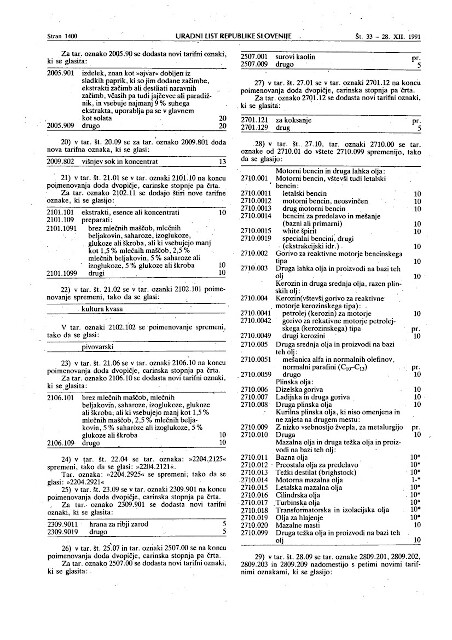 Stran 1400 URADNI LIST REPUBLIKE SLOVENIJE Št. 33 – 28. XII. 1991
Za tar. oznako 2005.90 se dodasta novi tarifni oznaki,
ki se glasita:
2005.901 izdelek, znan kot »ajvar« dobljen iz
sladkih paprik, ki so jim dodane začimbe,
ekstrakti začimb ali destilati naravnih
začimb, včasih pa tudi jajčevec ali paradiž-
nik, in vsebuje najmanj 9 % suhega
ekstrakta, uporablja pa se v glavnem
kot solata 20
2005.909 drugo 20
20) v tar. št. 20.09 se za tar. oznako 2009.801 doda
nova tarifna oznaka, ki se glasi:
2009.802 višnjev sok in koncentrat 13
21) v tar. št. 21.01 se v tar. oznaki 2101.10 na koncu
poimenovanja doda dvopičje, carinske stopnja pa črta.
Za tar. oznako 2102.11 se dodajo štiri nove tarifne
oznake, ki se glasijo:
2101.101 ekstrakti, esence ali koncentrati 10
2101.109 preparati:
2101.1091 brez mlečnih maščob, mlečnih
beljakovin, saharoze, izoglukoze,
glukoze ali škroba, ali ki vsebujejo manj
kot 1,5 % mlečnih maščob, 2,5 %
mlečnih beljakovin, 5 % saharoze ali
izoglukoze, 5 % glukoze ali škroba 10
2101.1099 drugi 10
22) v tar. št. 21.02 se v tar. oznaki 2102.101 poime-
novanje spremeni, tako da se glasi:
kultura kvasa
V tar. oznaki 2102.102 se poimenovanje spremeni,
tako da se glasi:
pivovarski
23) v tar. št. 21.06 se v tar. oznaki 2106.10 na koncu
poimenovanja doda dvopičje, carinska stopnja pa črta.
Za tar. oznako 2106.10 se dodasta novi tarifni oznaki,
ki se glasita:
2106.101 brez mlečnih maščob, mlečnih
beljakovin, saharoze, izoglukoze, glukoze
ali škroba, ali ki vsebujejo manj kot 1,5 %
mlečnih maščob, 2,5 % mlečnih belja-
kovin, 5 % saharoze ali izoglukoze, 5 %
glukoze ali škroba 10
2106.109 drugo 10
24) v tar. št. 22.04 se tar. oznaka: »2204.2125«
spremeni, tako da se glasi: »2204.2121«.
Tar. oznaka: »2204.2925« se spremeni, tako da se
glasi: »2204.2921«
25) v tar. št. 23.09 se v tar. oznaki 2309.901 na koncu
poimenovanja doda dvopičje, carinska stopnja pa črta.
Za tar. oznako 2309.901 se dodasta novi tarifni
oznaki, ki se glasita:
2309.9011 hrana za ribji zarod 5
2309.9019 drugo 5
26) v tar. št. 25.07 in tar. oznaki 2507.00 se na koncu
poimenovanja doda dvopičje, carinska stopnja pa črta.
Za tar. oznako 2507.00 se dodasta novi tarifni oznaki,
ki se glasita:
2507.001 surovi kaolin pr.
2507.009 drugo 5
27) v tar. št. 27.01 se v tar. oznaki 2701.12 na koncu
poimenovanja doda dvopičje, carinska stopnja pa črta.
Za tar. oznako 2701.12 se dodasta novi tarifni oznaki,
ki se glasita:
2701.121 za koksanje pr.
2701.129 drug 5
28) v tar. št. 27.10, tar. oznaki 2710.00 se tar.
oznake od 2710.01 do vštete 2710.099 spremenijo, tako
da se glasijo:
Motorni bencin in druga lahka olja:
2710.001 Motorni bencin, vštevši tudi letalski
bencin:
2710.0011 letalski bencin 10
2710.0012 motorni bencin, neosvinčen 10
2710.0013 drug motorni bencin 10
2710.0014 bencini za predelavo in mešanje
(bazni ali primarni) 10
2710.0015 white špirit 10
2710.0019 specialni bencini, drugi
(ekstrakcijski idr.) 10
2710.002 Gorivo za reaktivne motorje bencinskega
tipa 10
2710.003 Druga lahka olja in proizvodi na bazi teh
olj 10
Kerozin in druga srednja olja, razen plin-
skih olj:
2710.004 Kerozin (vštevši gorivo za reaktivne
motorje kerozinskega tipa):
2710.0041 petrolej (kerozin) za motorje 10
2710.0042 gorivo za rekativne motorje petrolej-
skega (kerozinskega) tipa pr.
2710.0049 drugi kerozini 10
2710.005 Druga srednja olja in proizvodi na bazi
teh olj:
2710.0051 mešanica alfa in normalnih olefinov,
normalni parafini (C₁₀–C₁₃) pr.
2710.0059 drugo 10
Plinska olja:
2710.006 Dizelska goriva 10
2710.007 Ladijska in druga goriva 10
2710.008 Druga plinska olja 10
Kurilna plinska olja, ki niso omenjena in
ne zajeta na drugem mestu:
2710.009 Z nizko vsebnostjo žvepla, za metalurgijo pr.
2710.010 Druga 10
Mazalna olja in druga težka olja in proiz-
vodi na bazi teh olj:
2710.011 Bazna olja 10*
2710.012 Preostala olja za predelavo 10*
2710.013 Težki destilat (brightstock) 10*
2710.014 Motorna mazalna olja
2710.015 Letalska mazalna olja 10*
2710.016 Cilindrska olja 10*
2710.017 Turbinska olja 10*
2710.018 Transformatorska in izolacijska olja 10*
2710.019 Olja za hlajenje 10*
2710.020 Mazalne masti 10
2710.099 Druga težka olja in proizvodi na bazi teh
olj 10
29) v tar. št. 28.09 se tar. oznake 2809.201, 2809.202,
2809.203 in 2809.209 nadomestijo s petimi novimi tarif-
nimi oznakami, ki se glasijo: